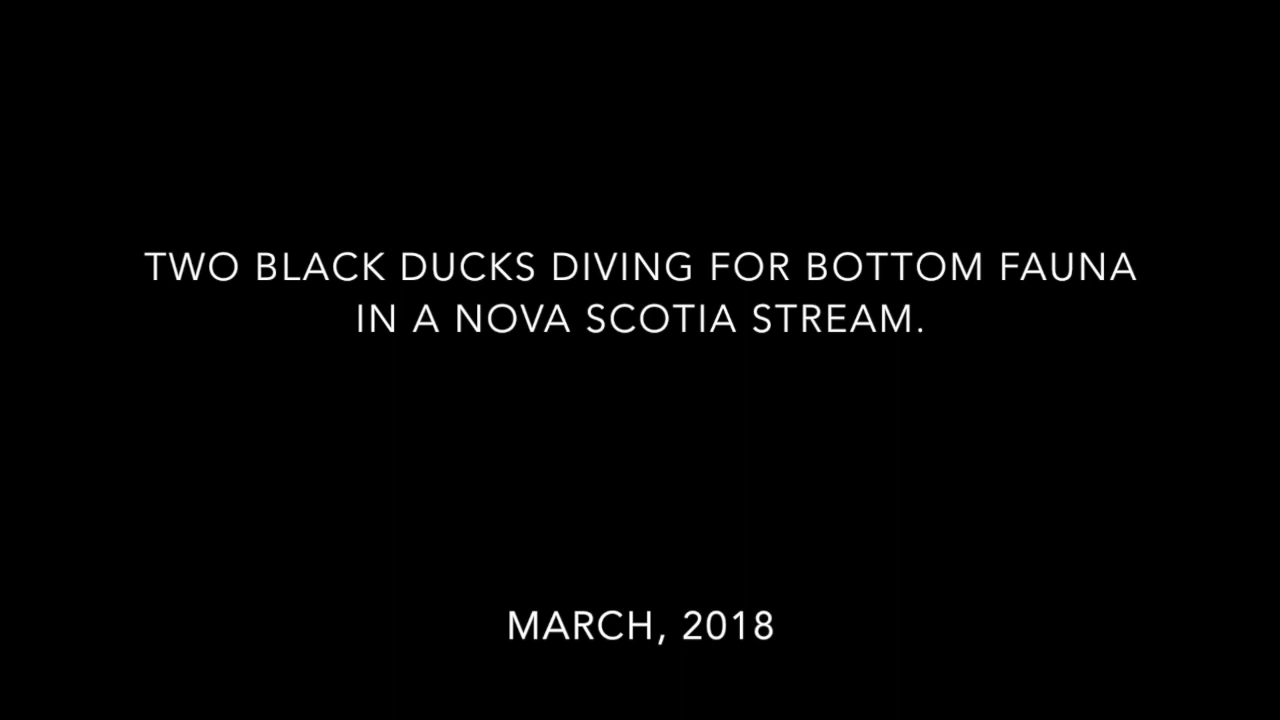 TWO BLACK DUCKS DIVING FOR BOTTOM FAUNA
IN A NOVA SCOTIA STREAM.
MARCH, 2018